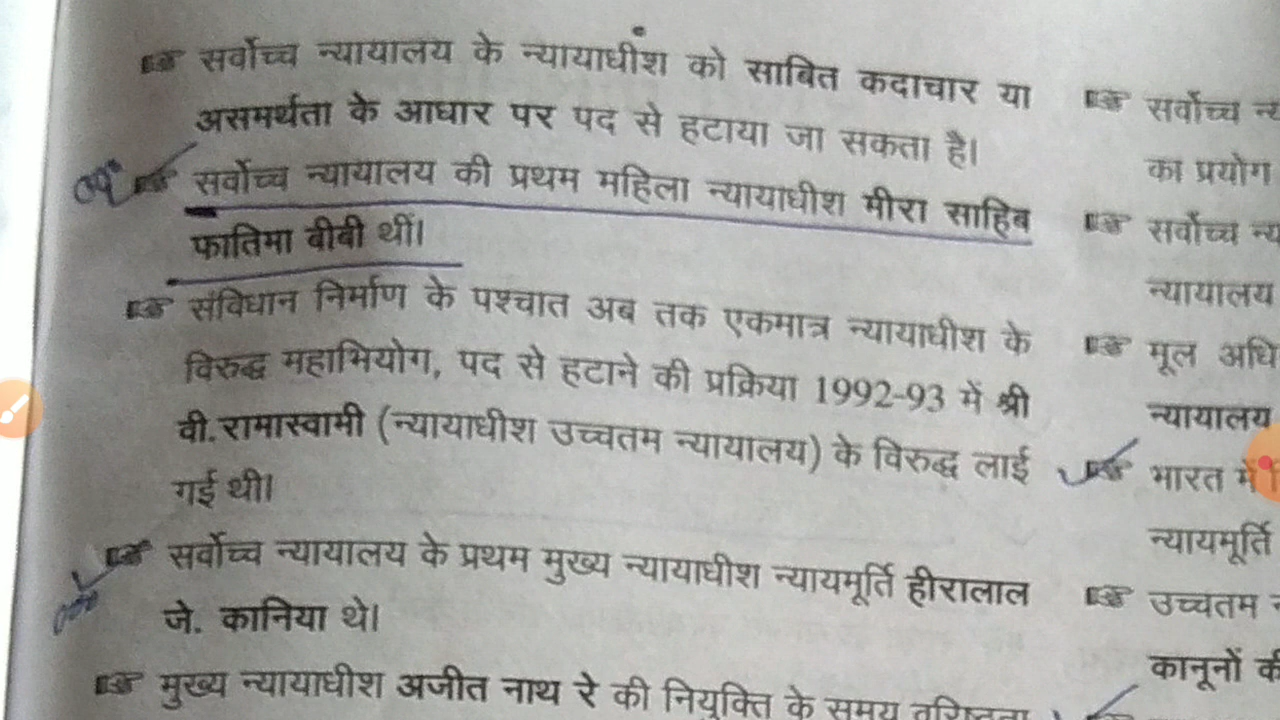 सर्वोच्च न्यायालय के न्यायाधीश को साबित कदाचार या
असमर्थता के आधार पर पद से हटाया जा सकता है।
सर्वोच्च न्यायालय की प्रथम महिला न्यायाधीश मीरा साहिब
फातिमा बीबी थीं।
संविधान निर्माण के पश्चात अब तक एकमात्र न्यायाधीश के
विरुद्ध महाभियोग, पद से हटाने की प्रक्रिया 1992-93 में श्री
वी. रामास्वामी (न्यायाधीश उच्चतम न्यायालय) के विरुद्ध लाई
गई थी।
सर्वोच्च न्यायालय के प्रथम मुख्य न्यायाधीश न्यायमूर्ति हीरालाल
जे. कानिया थे।
मुख्य न्यायाधीश अजीत नाथ रे की नियुक्ति के समय वरिष्ठता
सर्वोच्च
का प्रयोग
सर्वोच्च
न्यायालय
मूल
न्यायालय
भारत में
न्यायमूर्ति
उच्चतम
कानूनों की